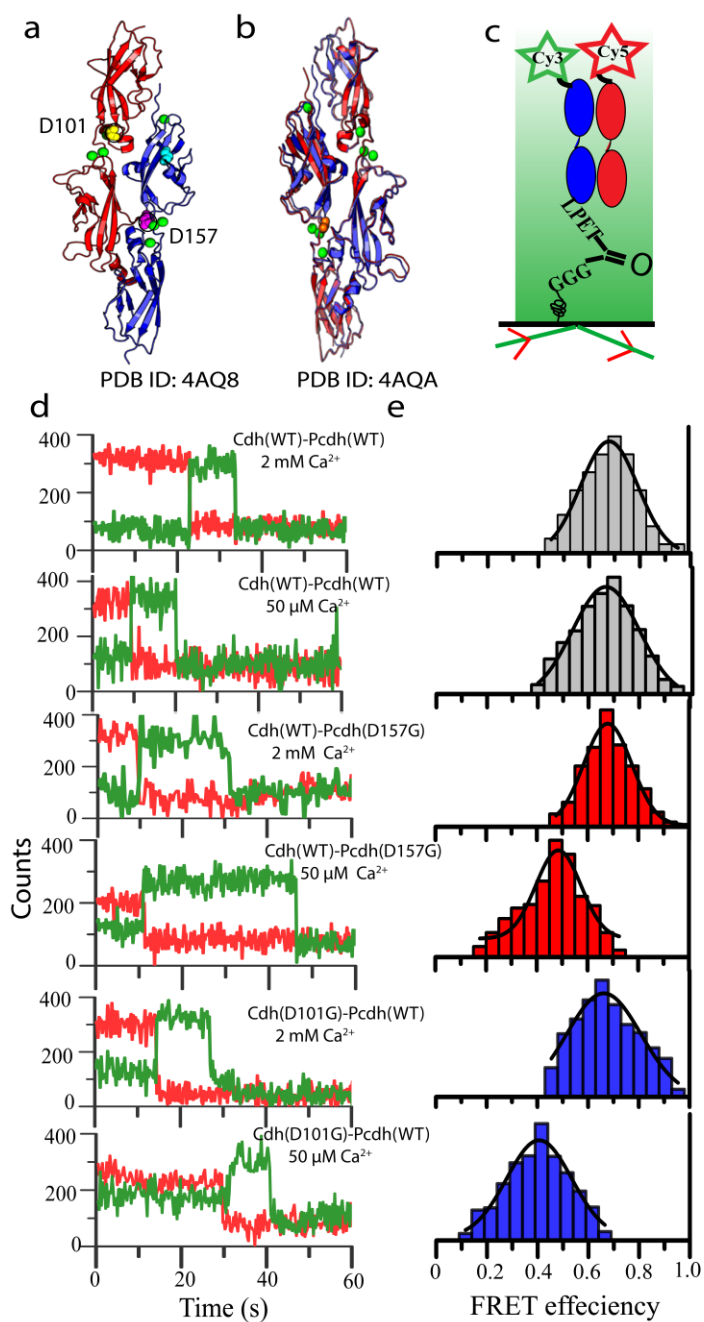 a
b
c
D101
D157
PDB ID: 4AQ8
PDB ID: 4AQA
Cy3
Cy5
LPET
GGG
O
d
e
Counts
400
200
0
Cdh(WT)-Pcdh(WT)
2 mM Ca²⁺
400
200
0
Cdh(WT)-Pcdh(WT)
50 μM Ca²⁺
400
200
0
Cdh(WT)-Pcdh(D157G)
2 mM Ca²⁺
400
200
0
Cdh(WT)-Pcdh(D157G)
50 μM Ca²⁺
400
200
0
Cdh(D101G)-Pcdh(WT)
2 mM Ca²⁺
400
200
0
Cdh(D101G)-Pcdh(WT)
50 μM Ca²⁺
0 20 40 60
Time (s)
0 0.2 0.4 0.6 0.8 1.0
FRET effeciency